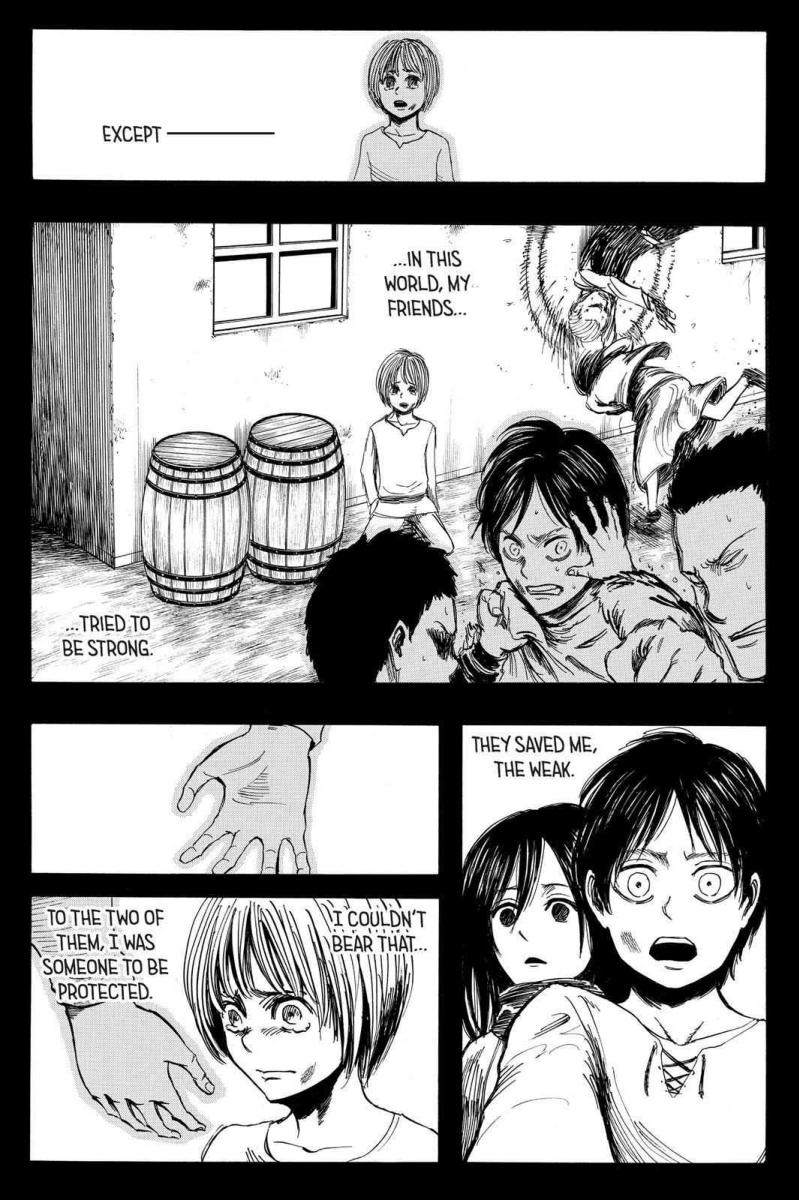 EXCEPT
...IN THIS
WORLD, MY
FRIENDS...
...TRIED TO
BE STRONG.
THEY SAVED ME,
THE WEAK.
I COULDN'T
BEAR THAT...
TO THE TWO OF
THEM, I WAS
SOMEONE TO BE
PROTECTED.